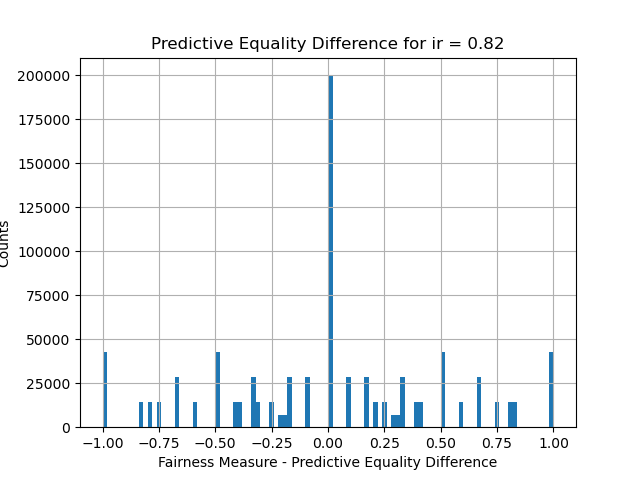 Predictive Equality Difference for ir = 0.82
200000
175000
150000
125000
100000
75000
50000
25000
0
Counts
−1.00 −0.75 −0.50 −0.25 0.00 0.25 0.50 0.75 1.00
Fairness Measure - Predictive Equality Difference